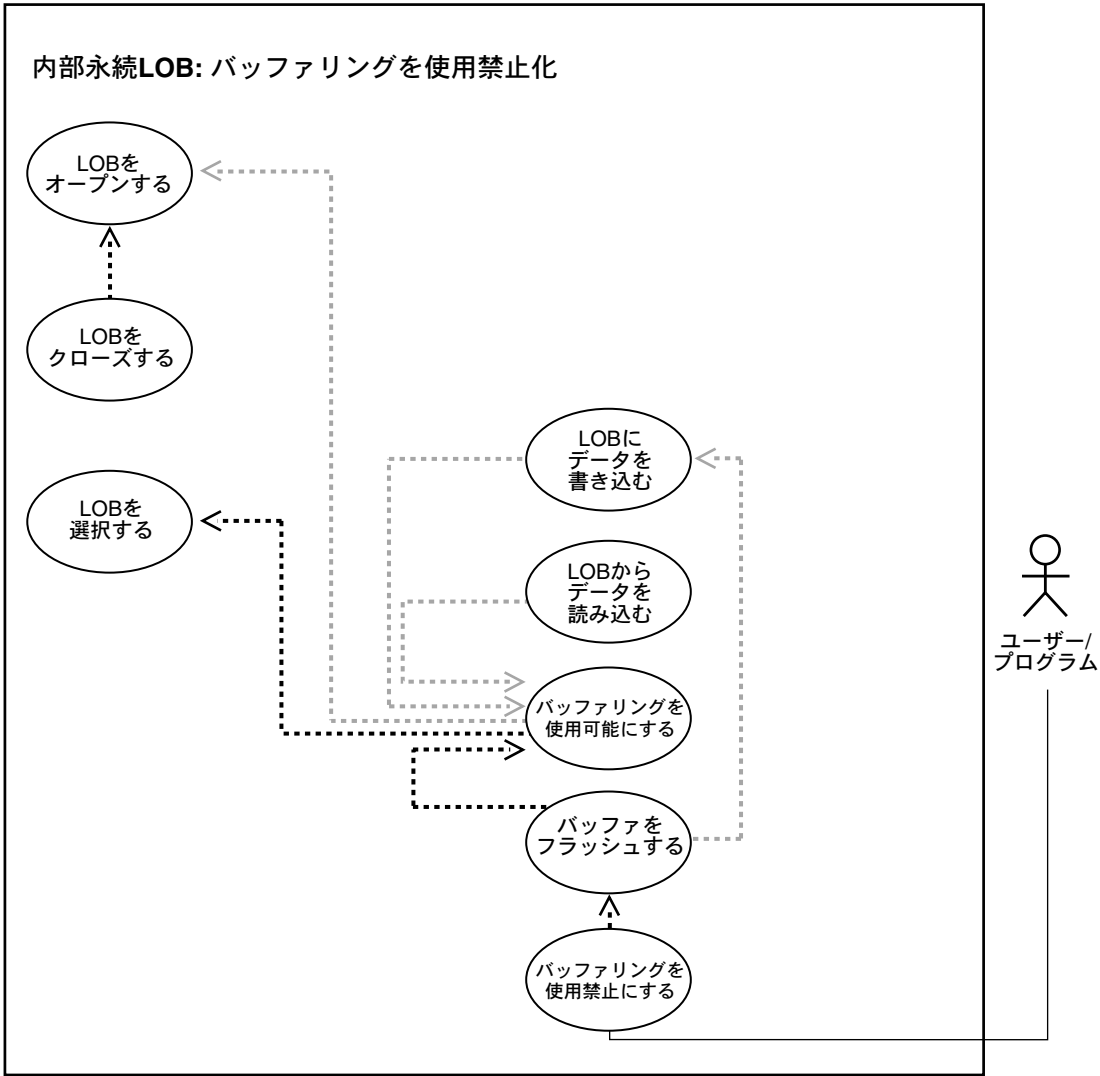 内部永続LOB: バッファリングを使用禁止化
LOBを
オープンする
LOBを
クローズする
LOBに
データを
書き込む
LOBを
選択する
LOBから
データを
読み込む
ユーザー/
プログラム
バッファリングを
使用可能にする
バッファを
フラッシュする
バッファリングを
使用禁止にする